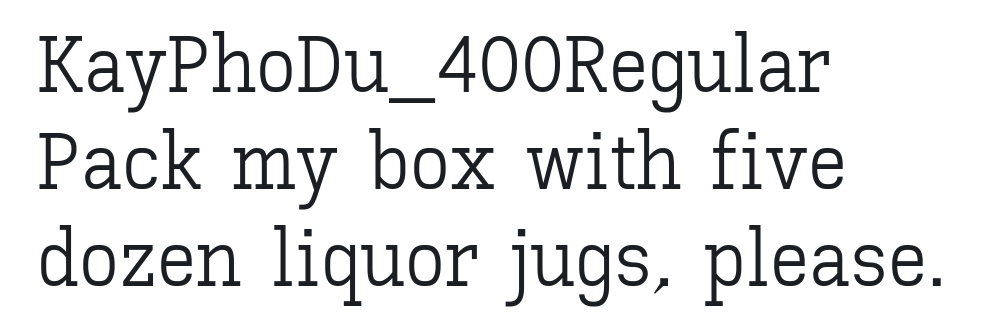 KayPhoDu_400Regular
Pack my box with five
dozen liquor jugs, please.